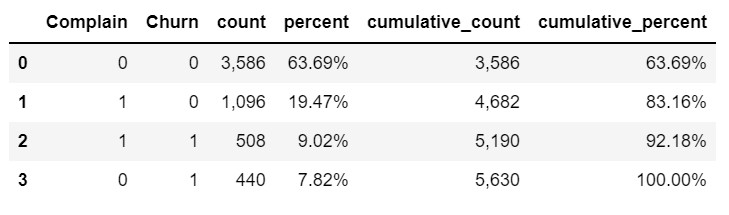 Complain Churn count percent cumulative_count cumulative_percent
0 0 0 3,586 63.69% 3,586 63.69%
1 1 0 1,096 19.47% 4,682 83.16%
2 1 1 508 9.02% 5,190 92.18%
3 0 1 440 7.82% 5,630 100.00%